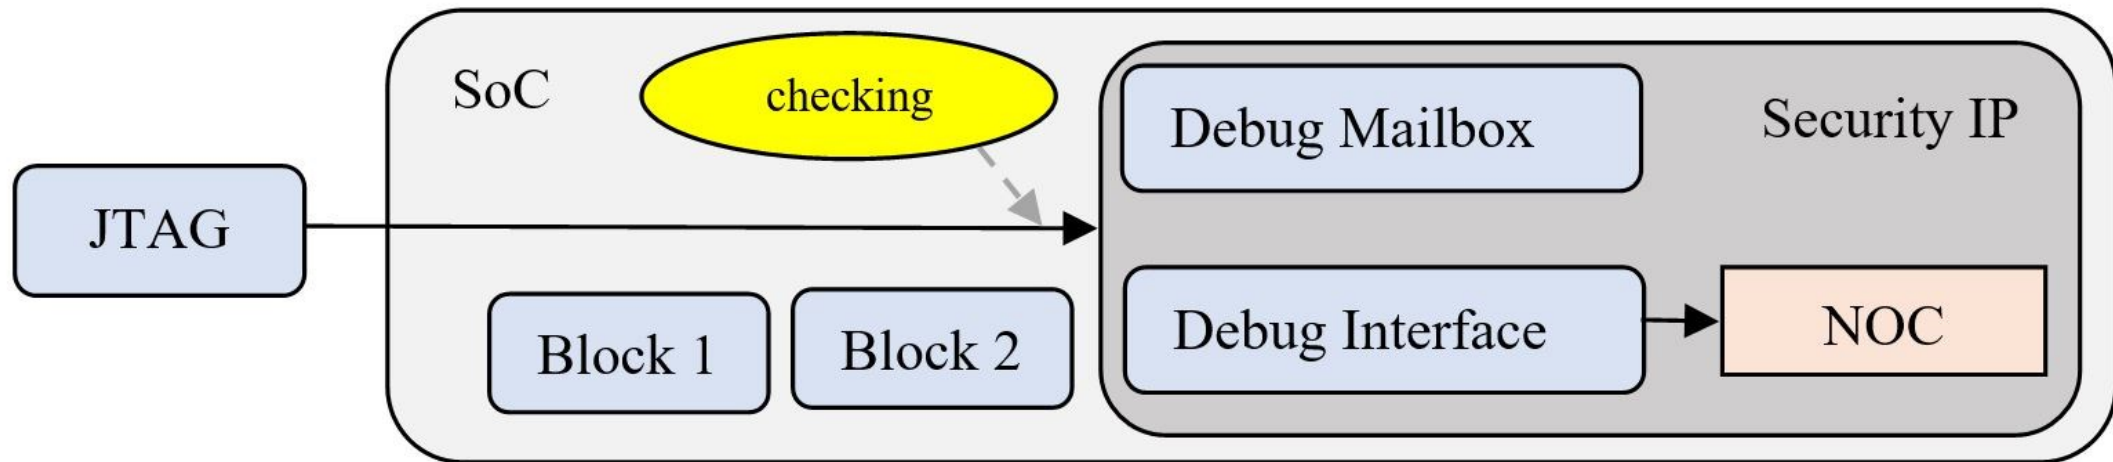 SoC
checking
Debug Mailbox
Security IP
JTAG
Block 1
Block 2
Debug Interface
NOC